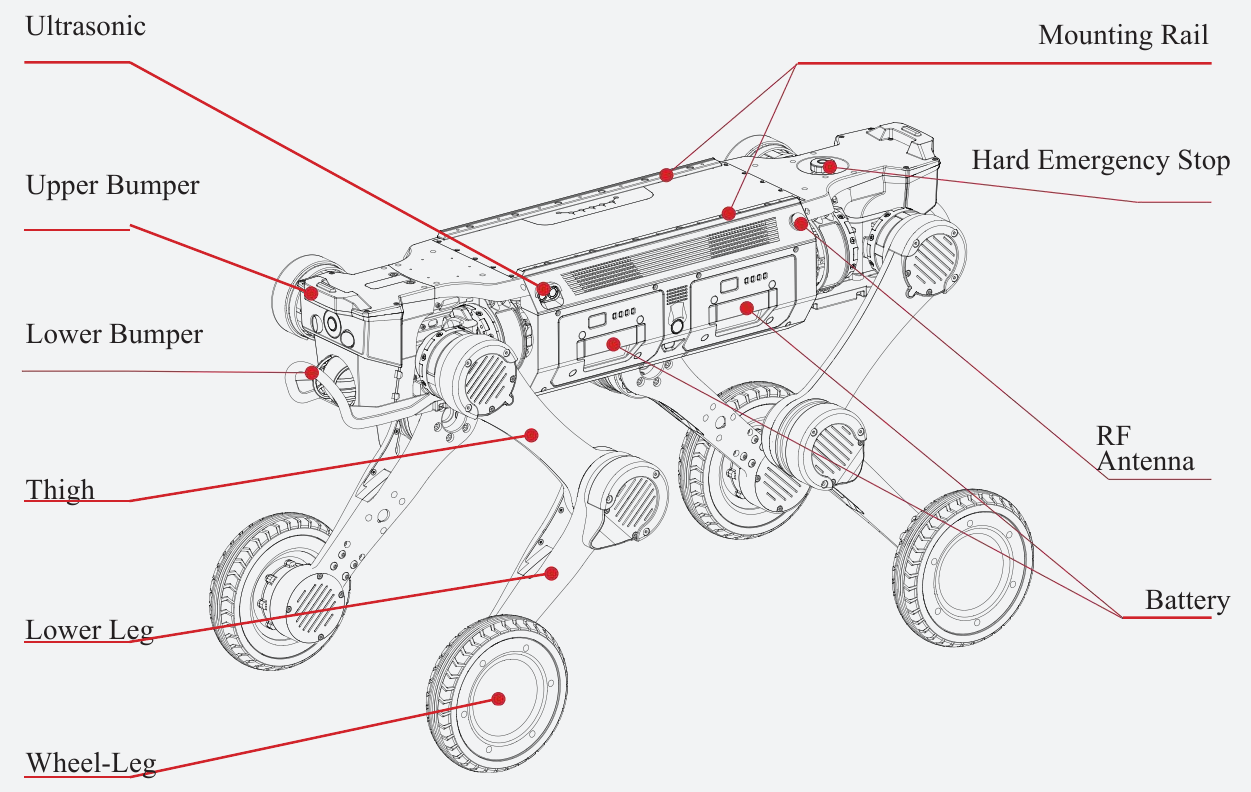 Ultrasonic
Mounting Rail
Hard Emergency Stop
Upper Bumper
Lower Bumper
RF
Antenna
Thigh
Battery
Lower Leg
Wheel-Leg